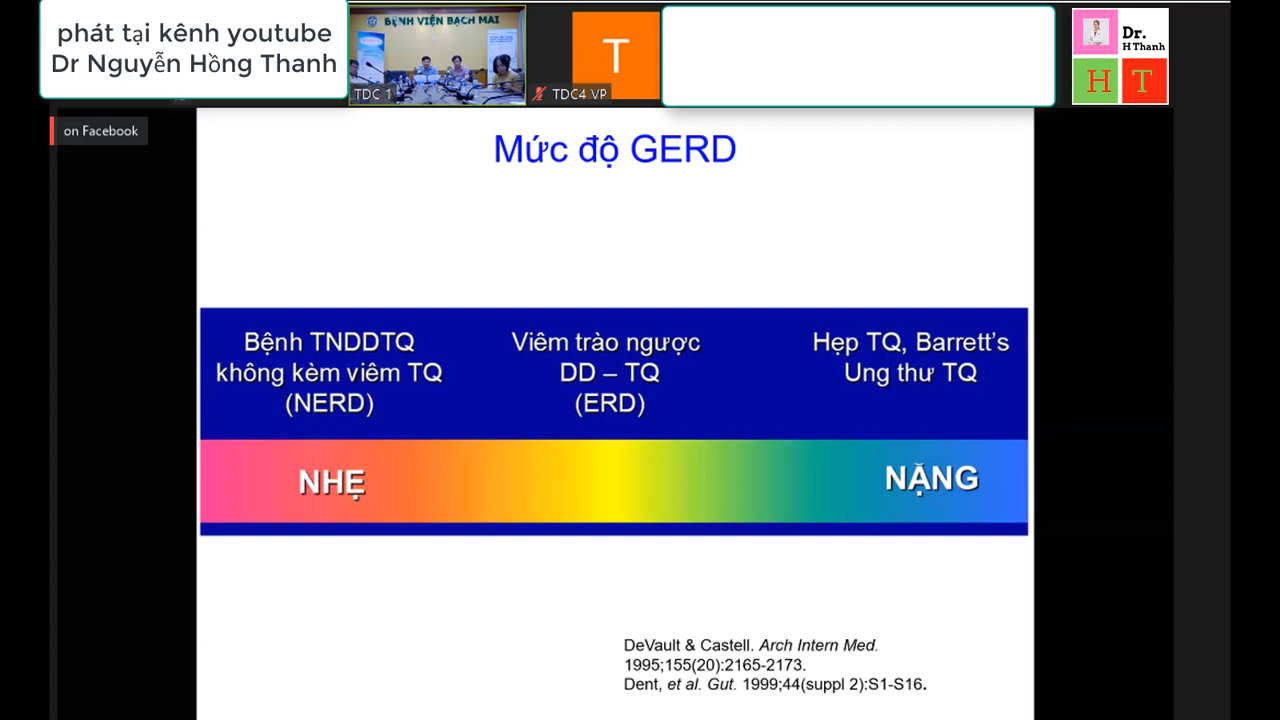 phát tại kênh youtube
Dr Nguyễn Hồng Thanh
BỆNH VIỆN BẠCH MAI
TDC 1
T
TDC4 VP
Dr.
H Thanh
H T
on Facebook
Mức độ GERD
Bệnh TNDDTQ
không kèm viêm TQ
(NERD)
Viêm trào ngược
DD – TQ
(ERD)
Hẹp TQ, Barrett’s
Ung thư TQ
NHẸ
NẶNG
DeVault & Castell. Arch Intern Med.
1995;155(20):2165-2173.
Dent, et al. Gut. 1999;44(suppl 2):S1-S16.